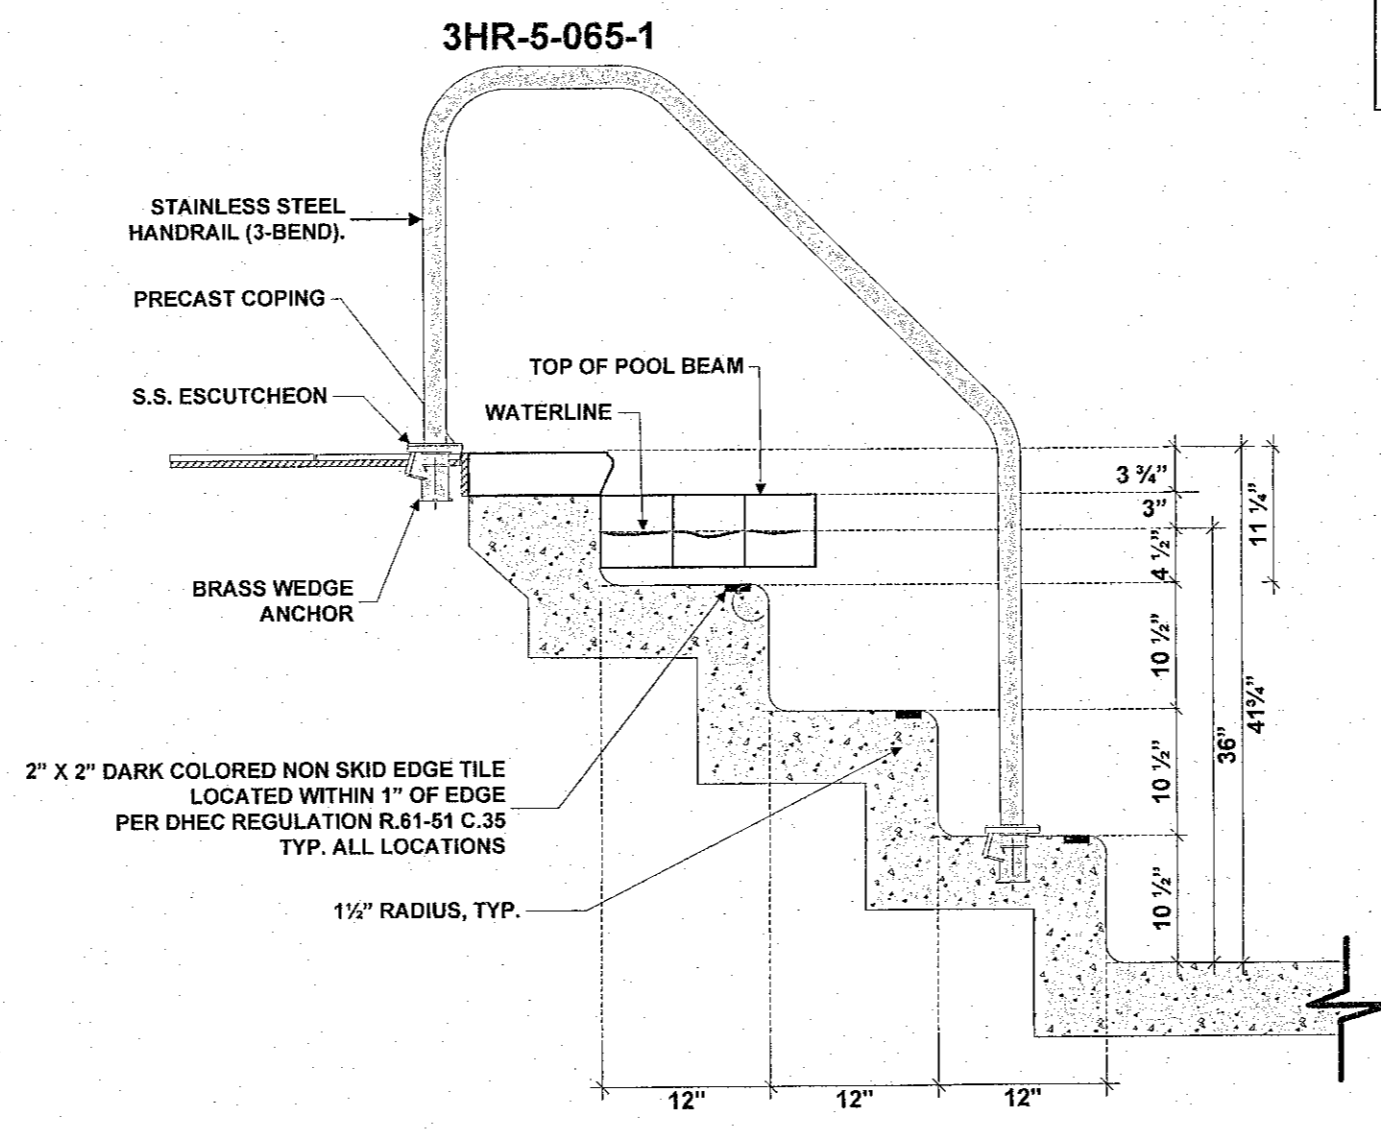 3HR-5-065-1
STAINLESS STEEL
HANDRAIL (3-BEND).
PRECAST COPING
S.S. ESCUTCHEON
TOP OF POOL BEAM
WATERLINE
BRASS WEDGE
ANCHOR
2” X 2” DARK COLORED NON SKID EDGE TILE
LOCATED WITHIN 1” OF EDGE
PER DHEC REGULATION R.61-51 C.35
TYP. ALL LOCATIONS
1½” RADIUS, TYP.
3 ¾”
3”
4 ½”
11 ¼”
10 ½”
10 ½”
10 ½”
36”
41¾”
12"
12"
12"